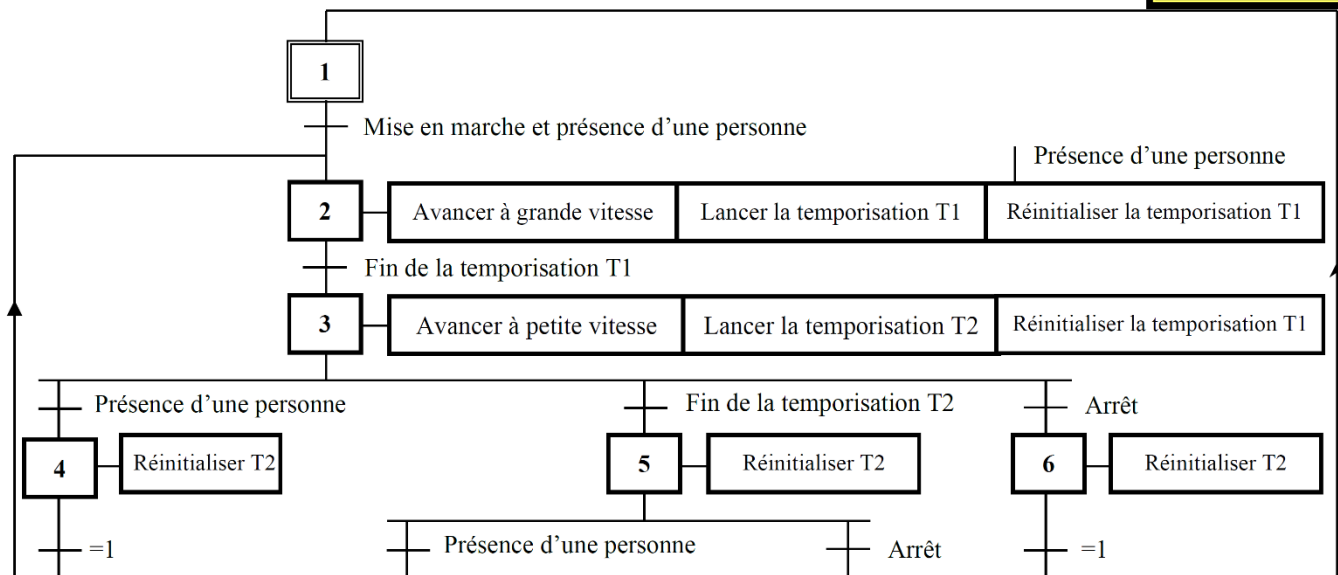 1
Mise en marche et présence d’une personne
Présence d’une personne
2 Avancer à grande vitesse Lancer la temporisation T1 Réinitialiser la temporisation T1
Fin de la temporisation T1
3 Avancer à petite vitesse Lancer la temporisation T2 Réinitialiser la temporisation T1
Présence d’une personne Fin de la temporisation T2 Arrêt
4 Réinitialiser T2 5 Réinitialiser T2 6 Réinitialiser T2
=1 Présence d’une personne Arrêt =1